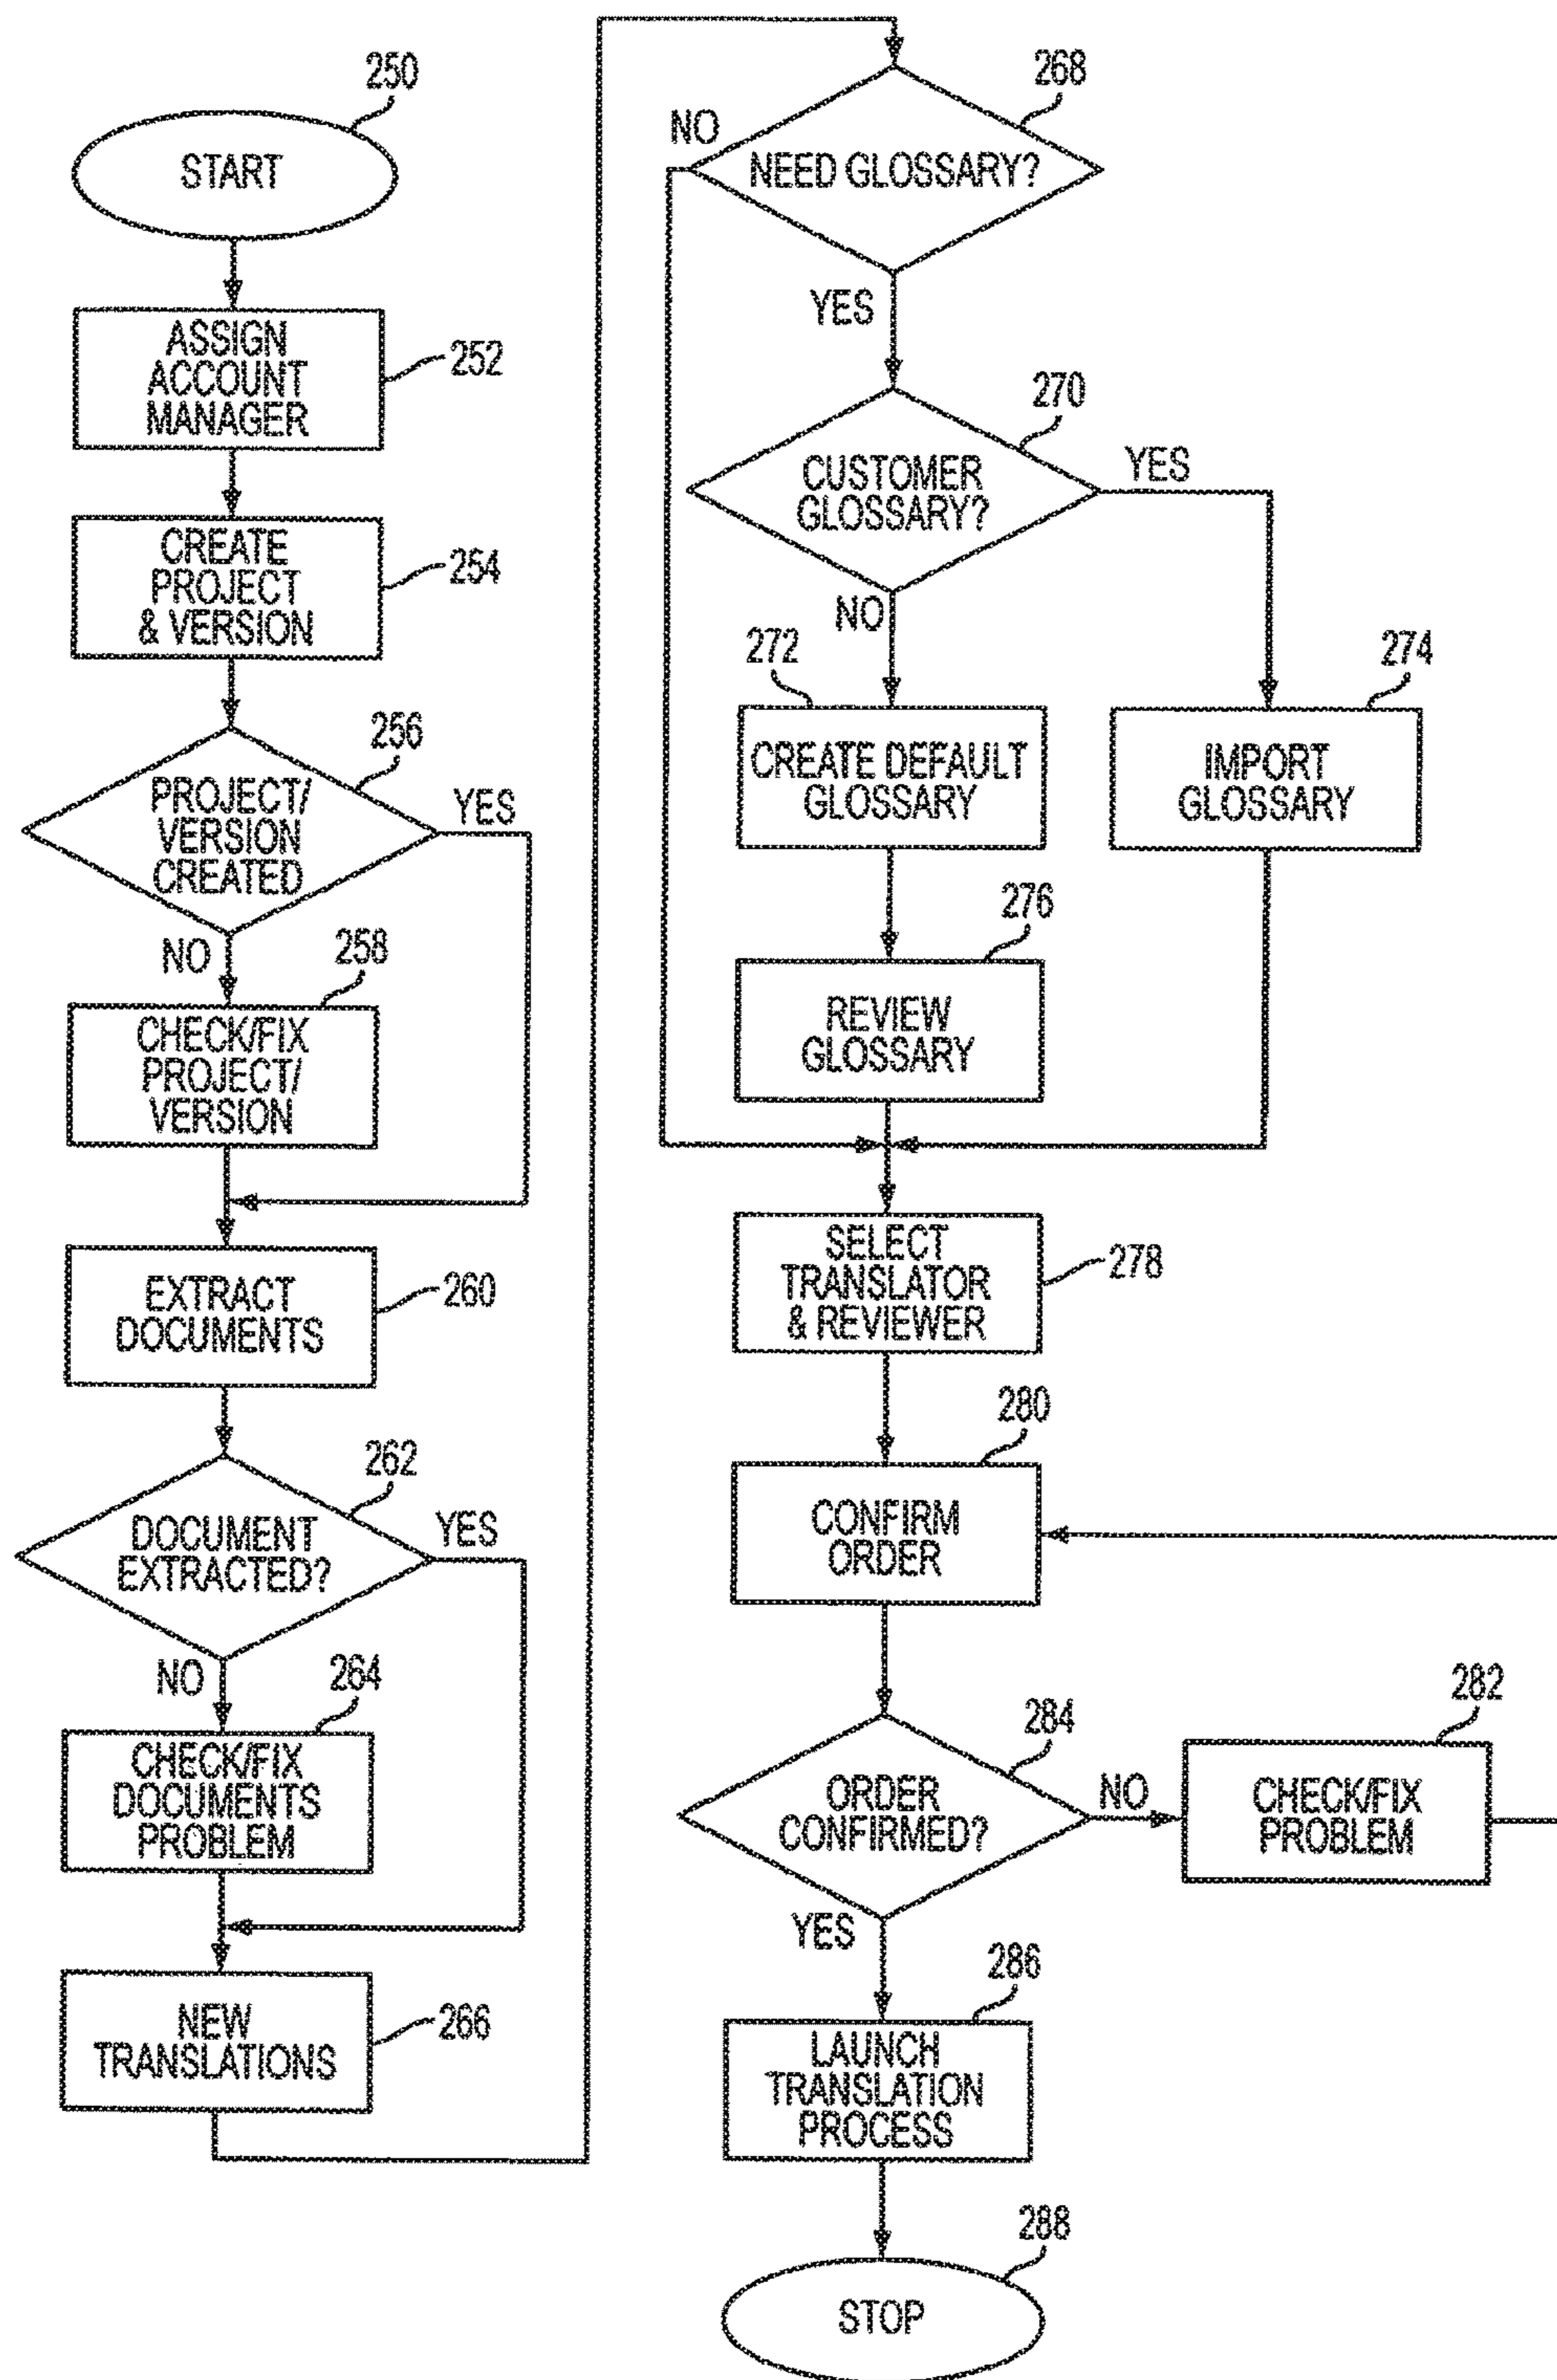 250
START
ASSIGN
ACCOUNT
MANAGER
252
CREATE
PROJECT
& VERSION
254
256
PROJECT/
VERSION
CREATED
YES
NO
258
CHECK/FIX
PROJECT/
VERSION
EXTRACT
DOCUMENTS
260
262
DOCUMENT
EXTRACTED?
YES
NO
264
CHECK/FIX
DOCUMENTS
PROBLEM
NEW
TRANSLATIONS
266
268
NO
NEED GLOSSARY?
YES
270
CUSTOMER
GLOSSARY?
YES
NO
272
CREATE DEFAULT
GLOSSARY
274
IMPORT
GLOSSARY
276
REVIEW
GLOSSARY
SELECT
TRANSLATOR
& REVIEWER
278
280
CONFIRM
ORDER
284
ORDER
CONFIRMED?
NO
282
CHECK/FIX
PROBLEM
YES
286
LAUNCH
TRANSLATION
PROCESS
288
STOP